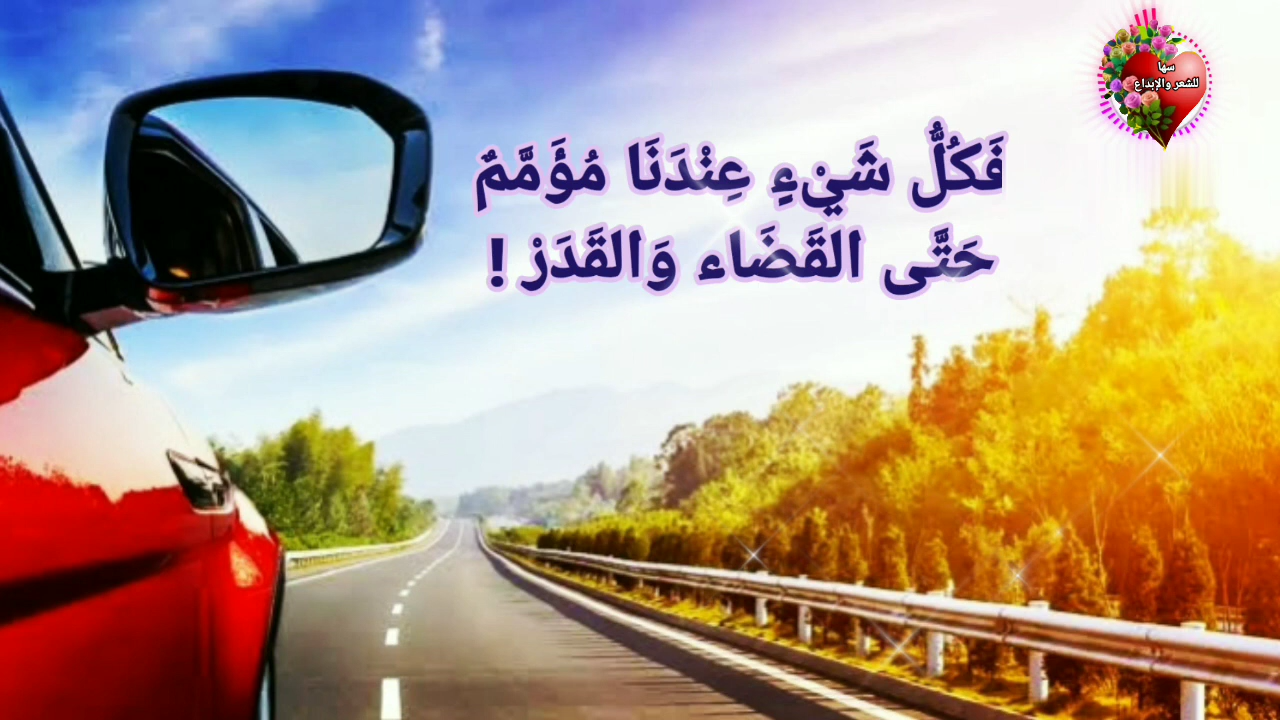 سها
للشعر والإبداع
فَكُلُّ شَيْءٍ عِنْدَنَا مُؤَمَّمٌ
حَتَّى القَضَاء وَالقَدَرْ !